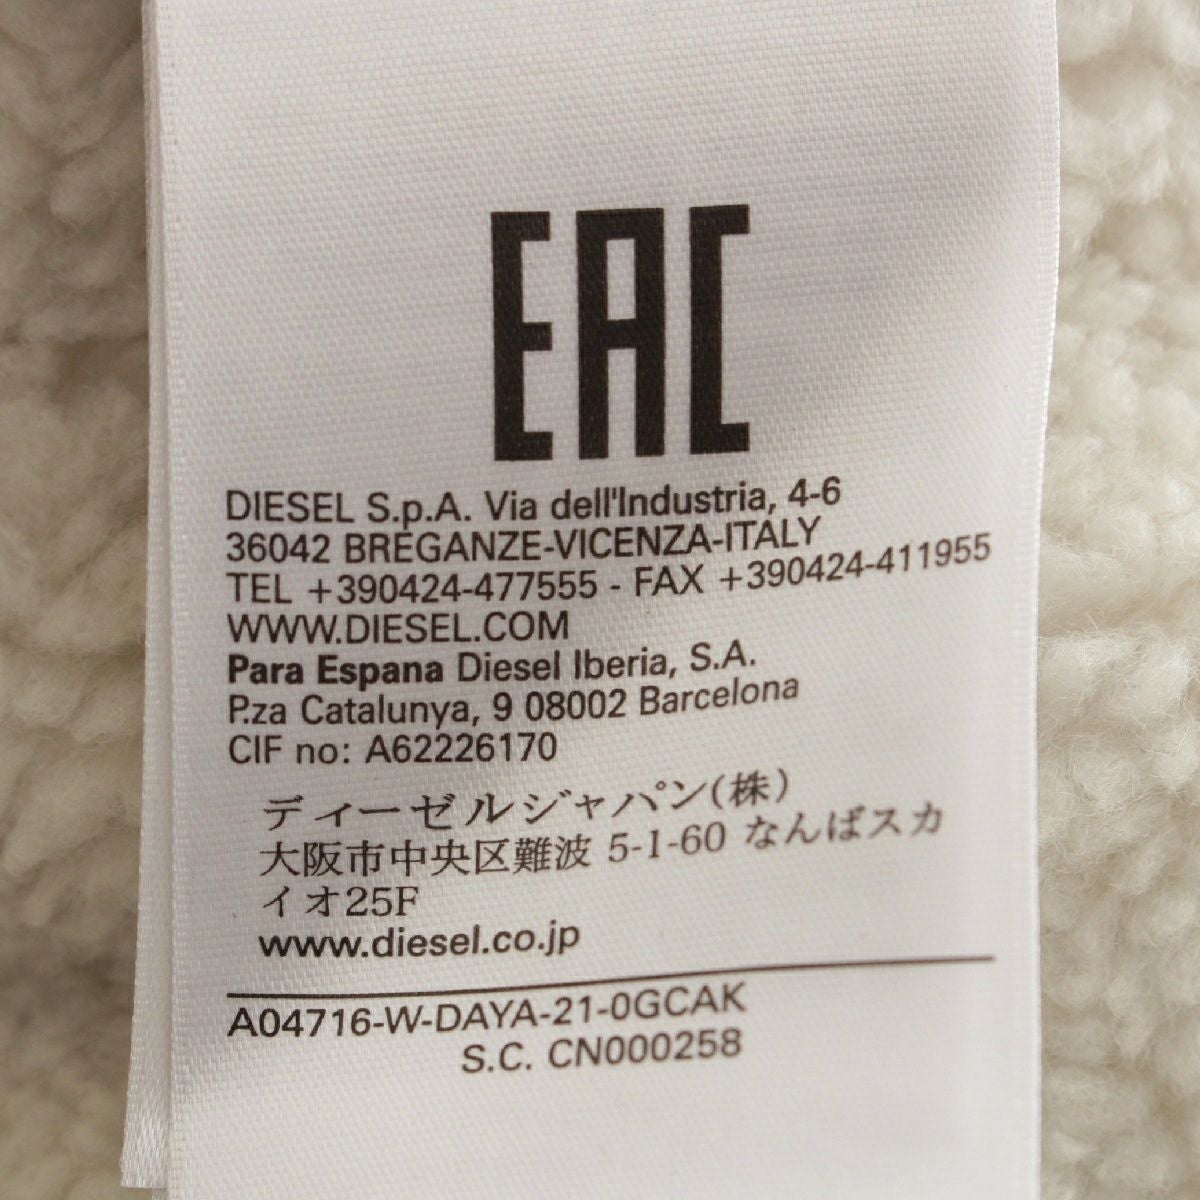 EAC
DIESEL S.p.A. Via dell'Industria, 4-6
36042 BREGANZE-VICENZA-ITALY
TEL +390424-477555 - FAX +390424-411955
WWW.DIESEL.COM
Para Espana Diesel Iberia, S.A.
P.za Catalunya, 9 08002 Barcelona
CIF no: A62226170
ディーゼルジャパン(株)
大阪市中央区難波 5-1-60 なんばスカ
イオ25F
www.diesel.co.jp
A04716-W-DAYA-21-0GCAK
S.C. CN000258